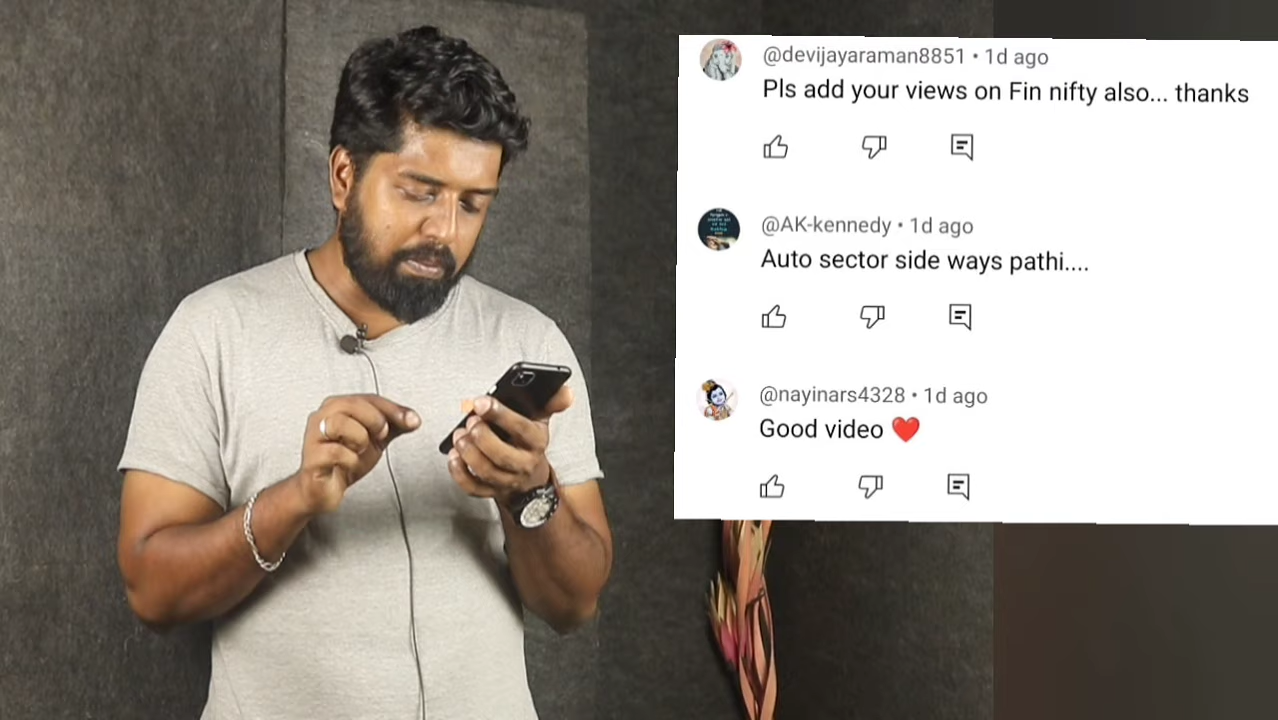 @devijayaraman8851 • 1d ago
Pls add your views on Fin nifty also... thanks
@AK-kennedy • 1d ago
Auto sector side ways pathi....
@nayinars4328 • 1d ago
Good video ❤️